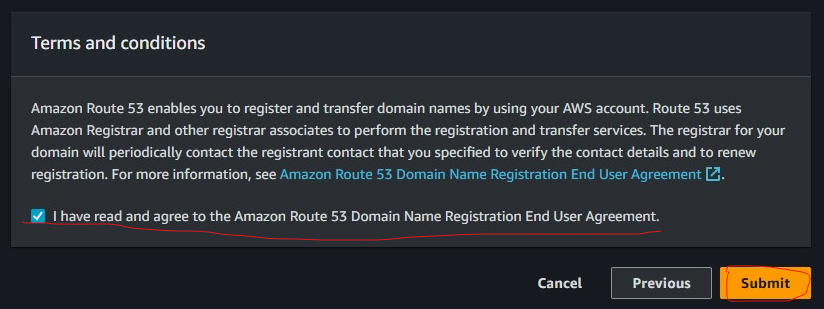 Terms and conditions
Amazon Route 53 enables you to register and transfer domain names by using your AWS account. Route 53 uses
Amazon Registrar and other registrar associates to perform the registration and transfer services. The registrar for your
domain will periodically contact the registrant contact that you specified to verify the contact details and to renew
registration. For more information, see Amazon Route 53 Domain Name Registration End User Agreement.
I have read and agree to the Amazon Route 53 Domain Name Registration End User Agreement.
Cancel Previous Submit